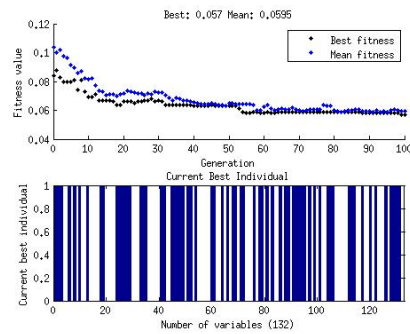 Best: 0.057 Mean: 0.0595
0.12
0.1
0.08
0.06
0.04
Fitness value
Best fitness
Mean fitness
0 10 20 30 40 50 60 70 80 90 100
Generation
Current Best Individual
1
0.8
0.6
0.4
0.2
0
Current best individual
0 20 40 60 80 100 120
Number of variables (132)